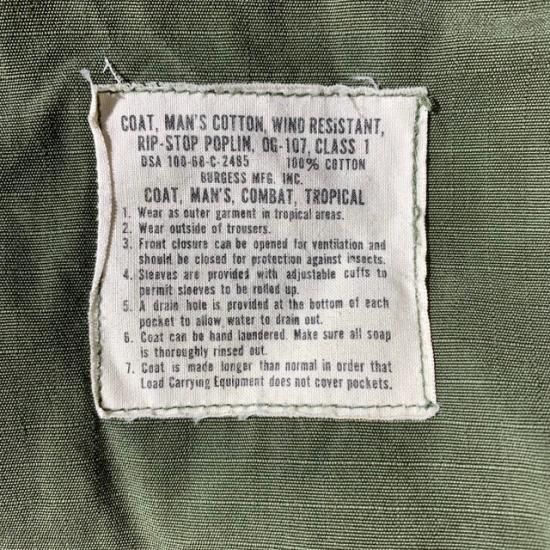 COAT, MAN'S COTTON, WIND RESISTANT,
RIP-STOP POPLIN, OG-107, CLASS 1
DSA 100-68-C-2485 100% COTTON
BURGESS MFG. INC.
COAT, MAN'S, COMBAT, TROPICAL
1. Wear as outer garment in tropical areas.
2. Wear outside of trousers.
3. Front closure can be opened for ventilation and
should be closed for protection against insects.
4. Sleeves are provided with adjustable cuffs to
permit sleeves to be rolled up.
5. A drain hole is provided at the bottom of each
pocket to allow water to drain out.
6. Coat can be hand laundered. Make sure all soap
is thoroughly rinsed out.
7. Coat is made longer than normal in order that
Load Carrying Equipment does not cover pockets.